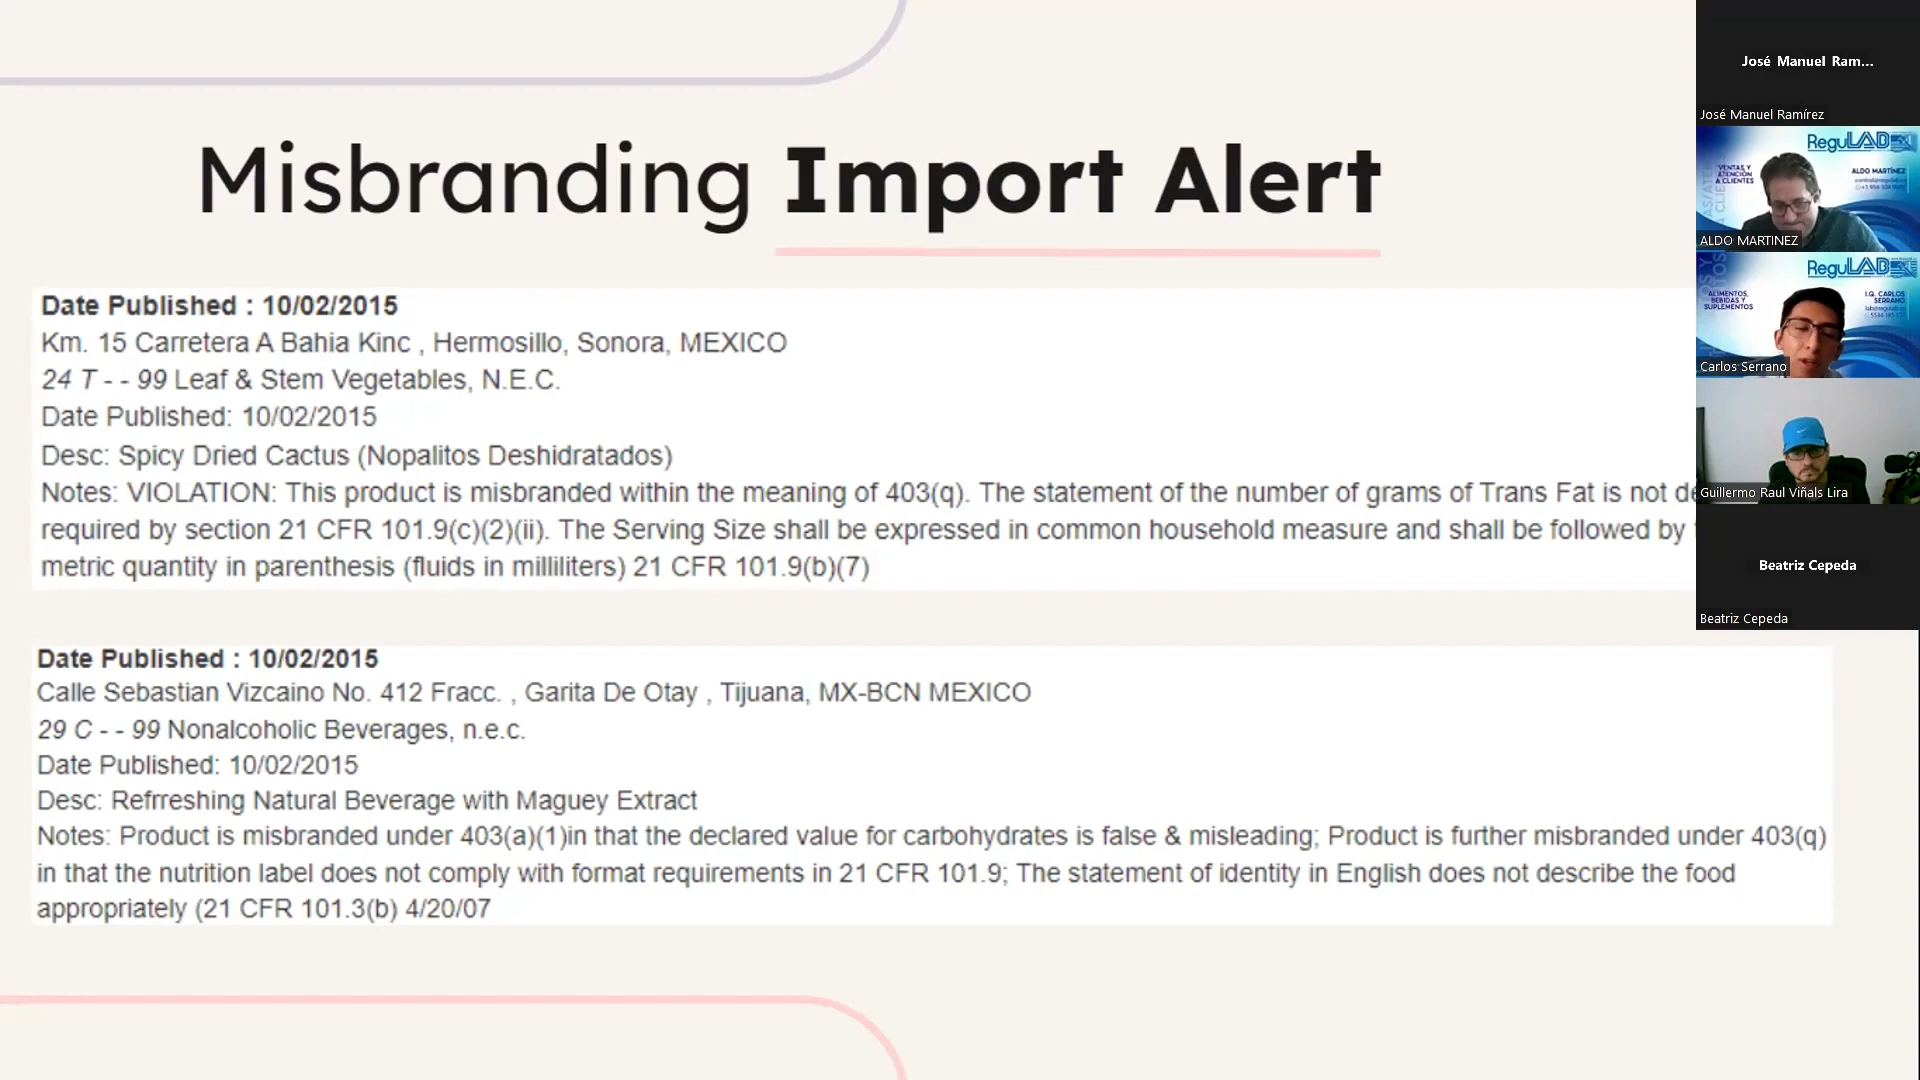 Misbranding Import Alert
Date Published : 10/02/2015
Km. 15 Carretera A Bahia Kinc , Hermosillo, Sonora, MEXICO
24 T - - 99 Leaf & Stem Vegetables, N.E.C.
Date Published: 10/02/2015
Desc: Spicy Dried Cactus (Nopalitos Deshidratados)
Notes: VIOLATION: This product is misbranded within the meaning of 403(q). The statement of the number of grams of Trans Fat is not
required by section 21 CFR 101.9(c)(2)(ii). The Serving Size shall be expressed in common household measure and shall be followed by
metric quantity in parenthesis (fluids in milliliters) 21 CFR 101.9(b)(7)
Date Published : 10/02/2015
Calle Sebastian Vizcaino No. 412 Fracc. , Garita De Otay , Tijuana, MX-BCN MEXICO
29 C - - 99 Nonalcoholic Beverages, n.e.c.
Date Published: 10/02/2015
Desc: Refrreshing Natural Beverage with Maguey Extract
Notes: Product is misbranded under 403(a)(1)in that the declared value for carbohydrates is false & misleading; Product is further misbranded under 403(q)
in that the nutrition label does not comply with format requirements in 21 CFR 101.9; The statement of identity in English does not describe the food
appropriately (21 CFR 101.3(b) 4/20/07
José Manuel Ram...
José Manuel Ramírez
ReguLAB
VENTAS Y
ATENCIÓN
A CLIENTES
ALDO MARTÍNEZ
ALDO MARTINEZ
ReguLAB
ALIMENTOS,
BEBIDAS Y
SUPLEMENTOS
I.Q. CARLOS
SERRANO
Carlos Serrano
Guillermo Raul Viñals Lira
Beatriz Cepeda
Beatriz Cepeda